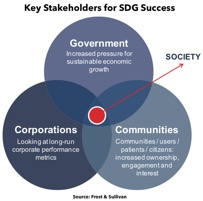 Key Stakeholders for SDG Success
Government
Increased pressure for
sustainable economic
growth
SOCIETY
Corporations
Looking at long-run
corporate performance
metrics
Communities
Communities / users /
patients / citizens:
increased ownership,
engagement and
interest
Source: Frost & Sullivan